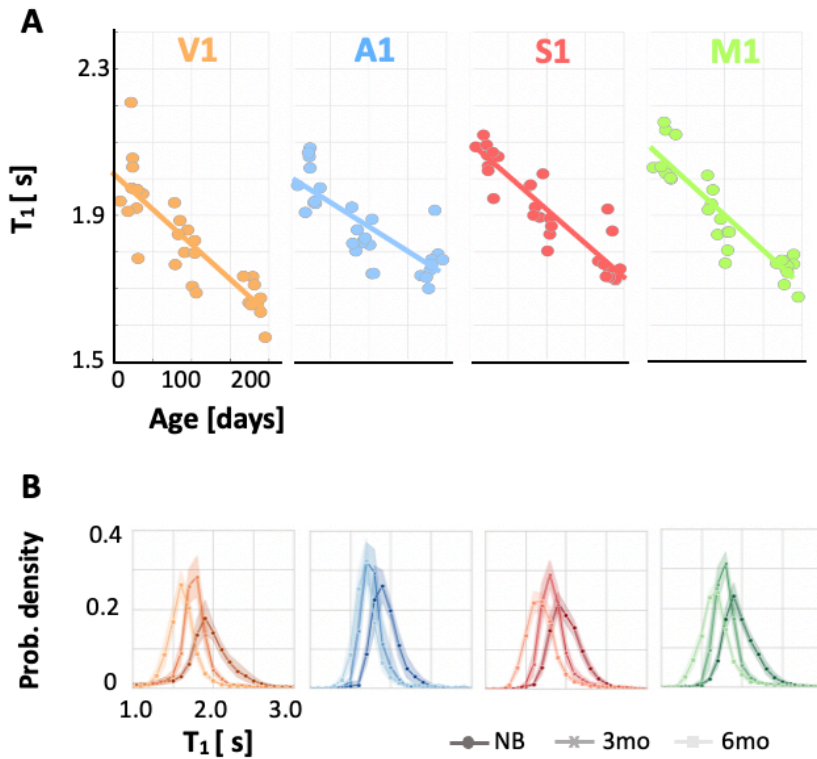 A
V1 A1 S1 M1
2.3
1.9
1.5
T1 [ s]
0 100 200
Age [days]
B
0.4
0.2
0
Prob. density
1.0 2.0 3.0
T1 [ s]
NB 3mo 6mo